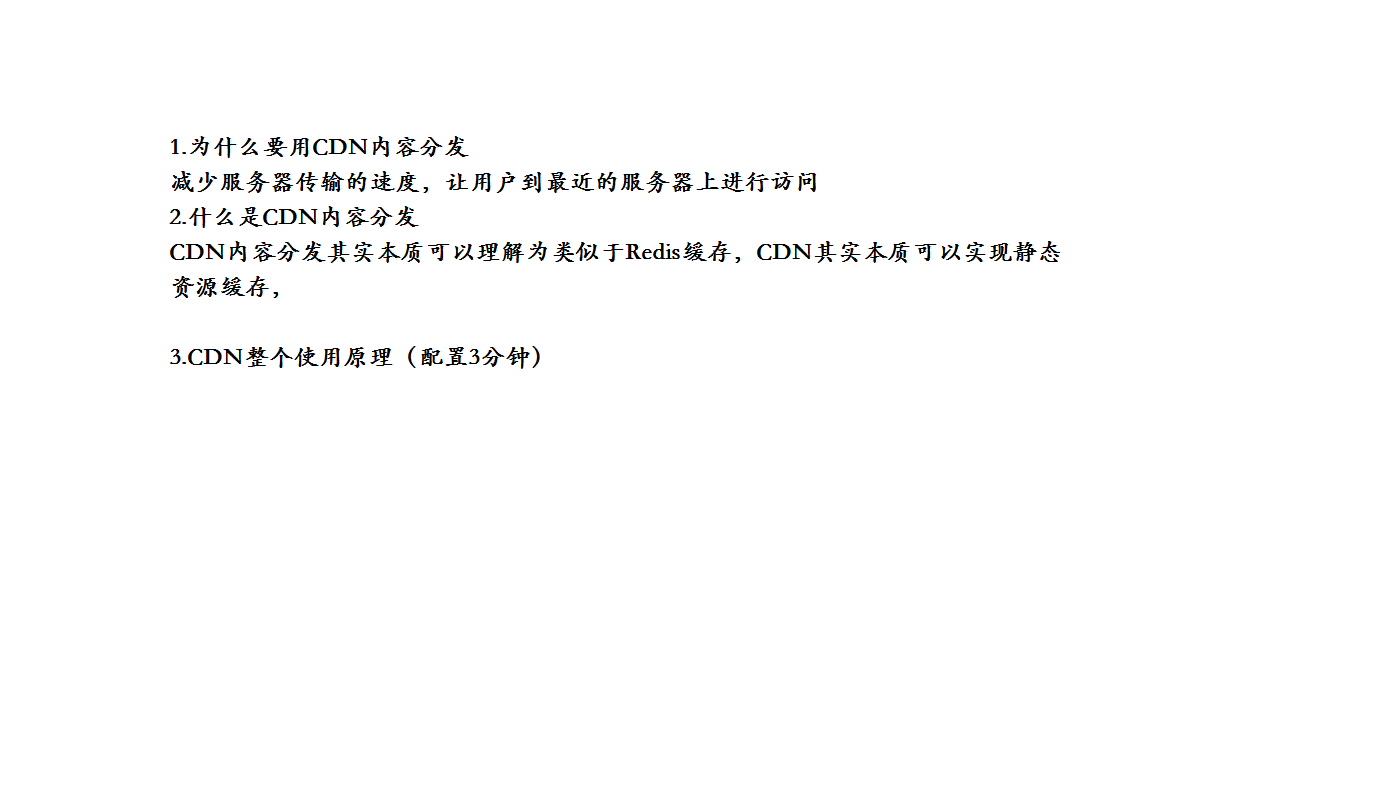 1.为什么要用CDN内容分发
减少服务器传输的速度，让用户到最近的服务器上进行访问
2.什么是CDN内容分发
CDN内容分发其实本质可以理解为类似于Redis缓存，CDN其实本质可以实现静态
资源缓存，
3.CDN整个使用原理（配置3分钟）